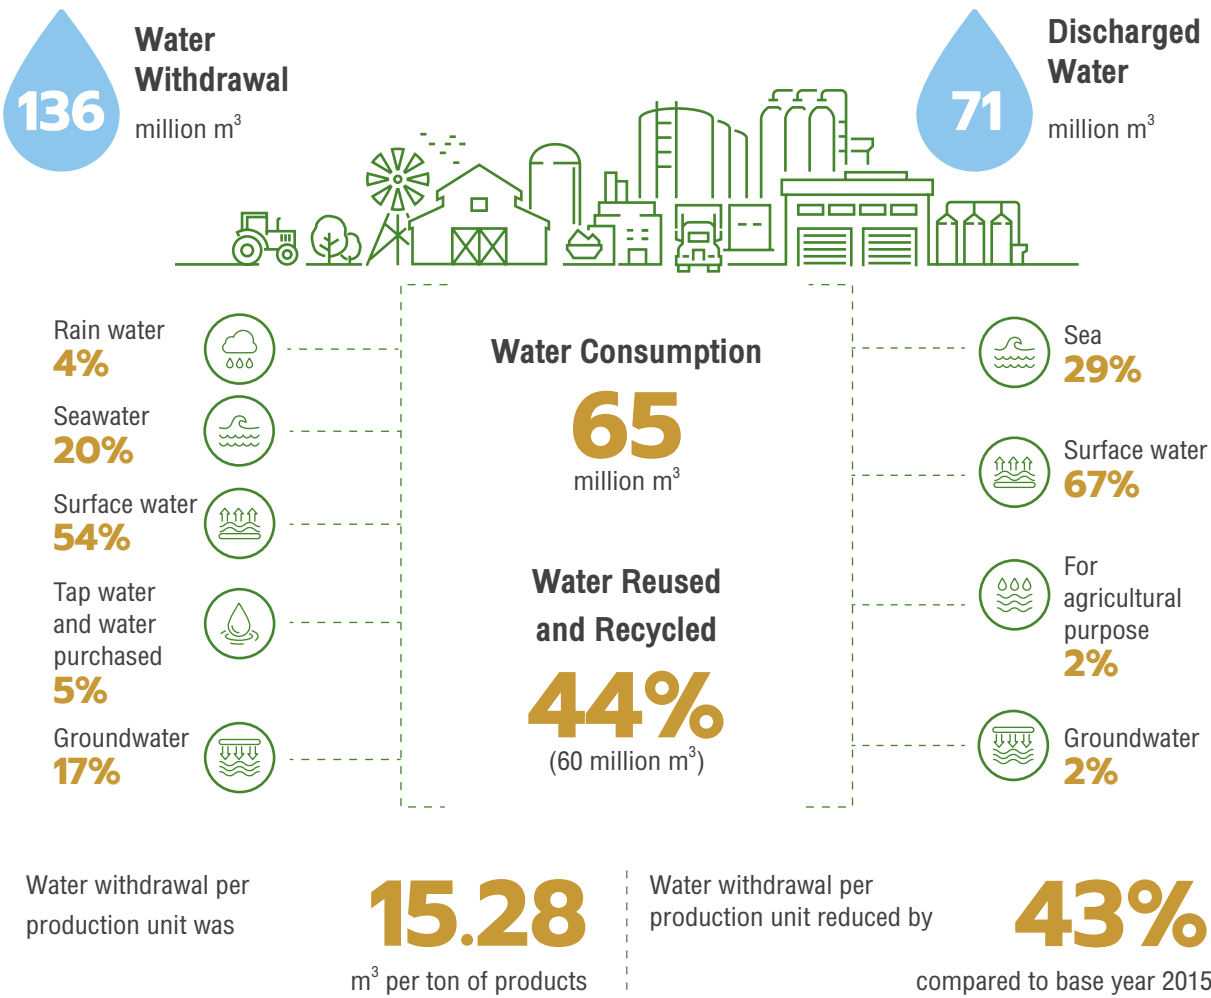 136
Water
Withdrawal
million m³
71
Discharged
Water
million m³
Rain water
4%
Seawater
20%
Surface water
54%
Tap water
and water
purchased
5%
Groundwater
17%
Water Consumption
65
million m³
Water Reused
and Recycled
44%
(60 million m³)
Sea
29%
Surface water
67%
For
agricultural
purpose
2%
Groundwater
2%
Water withdrawal per
production unit was
15.28
m³ per ton of products
Water withdrawal per
production unit reduced by
43%
compared to base year 2015